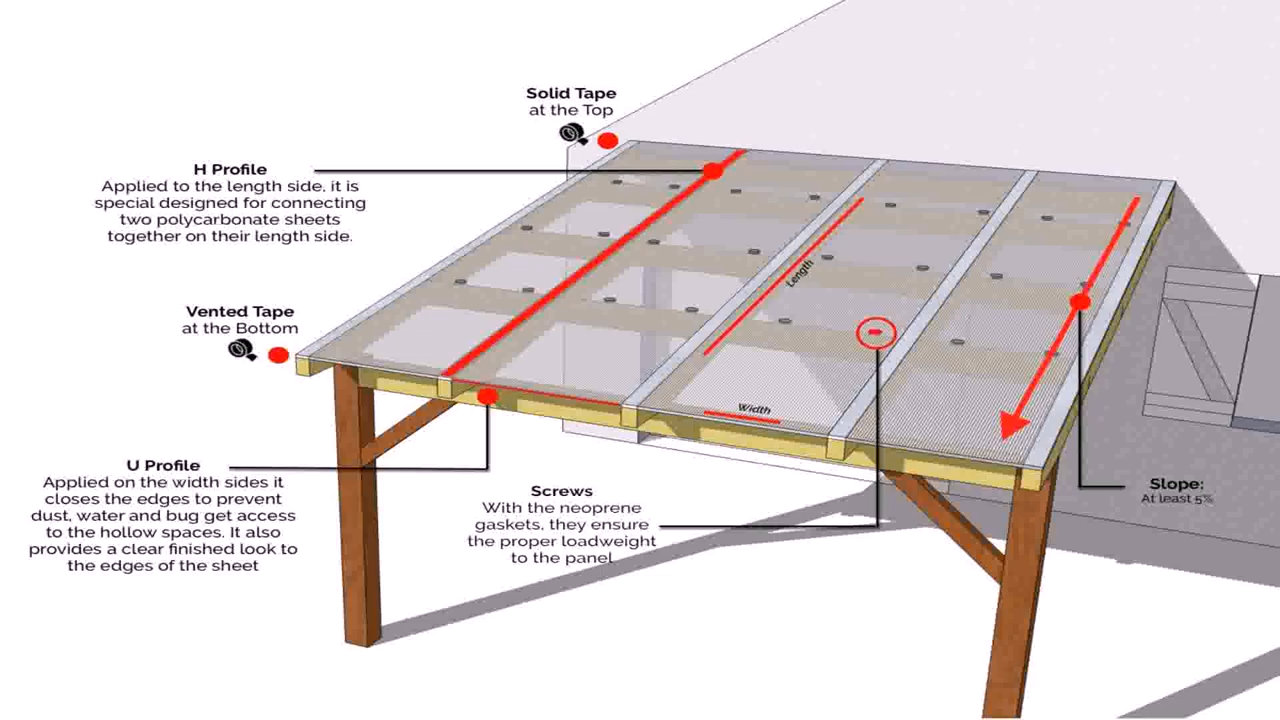 Solid Tape
at the Top
H Profile
Applied to the length side, it is
special designed for connecting
two polycarbonate sheets
together on their length side.
Length
Vented Tape
at the Bottom
Width
U Profile
Applied on the width sides it
closes the edges to prevent
dust, water and bug get access
to the hollow spaces. It also
provides a clear finished look to
the edges of the sheet
Screws
With the neoprene
gaskets, they ensure
the proper loadweight
to the panel.
Slope:
At least 5%